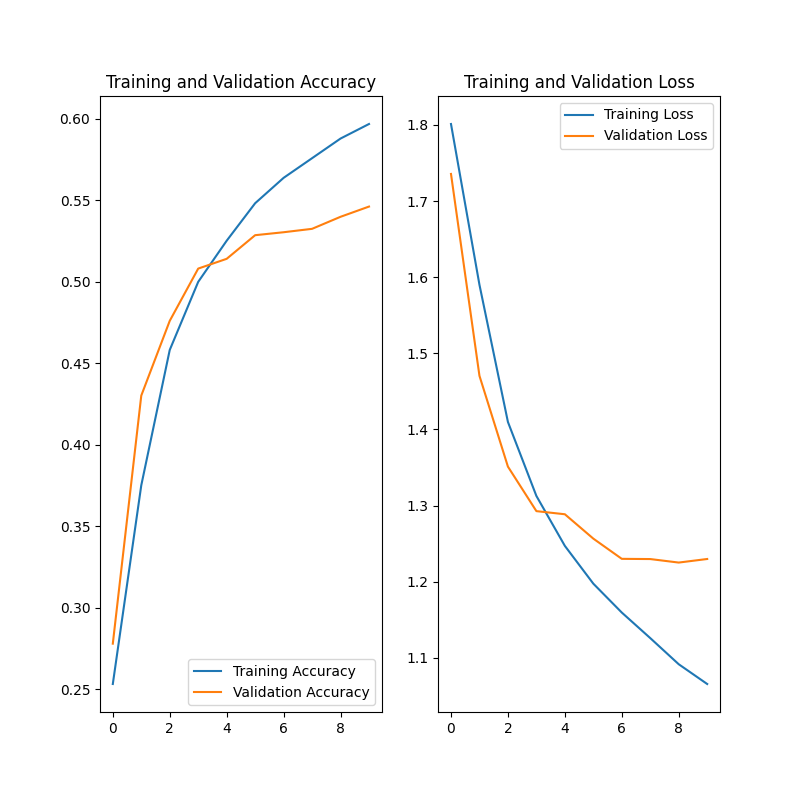 Training and Validation Accuracy
0.60
0.55
0.50
0.45
0.40
0.35
0.30
0.25
0 2 4 6 8
Training Accuracy
Validation Accuracy
Training and Validation Loss
1.8
1.7
1.6
1.5
1.4
1.3
1.2
1.1
0 2 4 6 8
Training Loss
Validation Loss